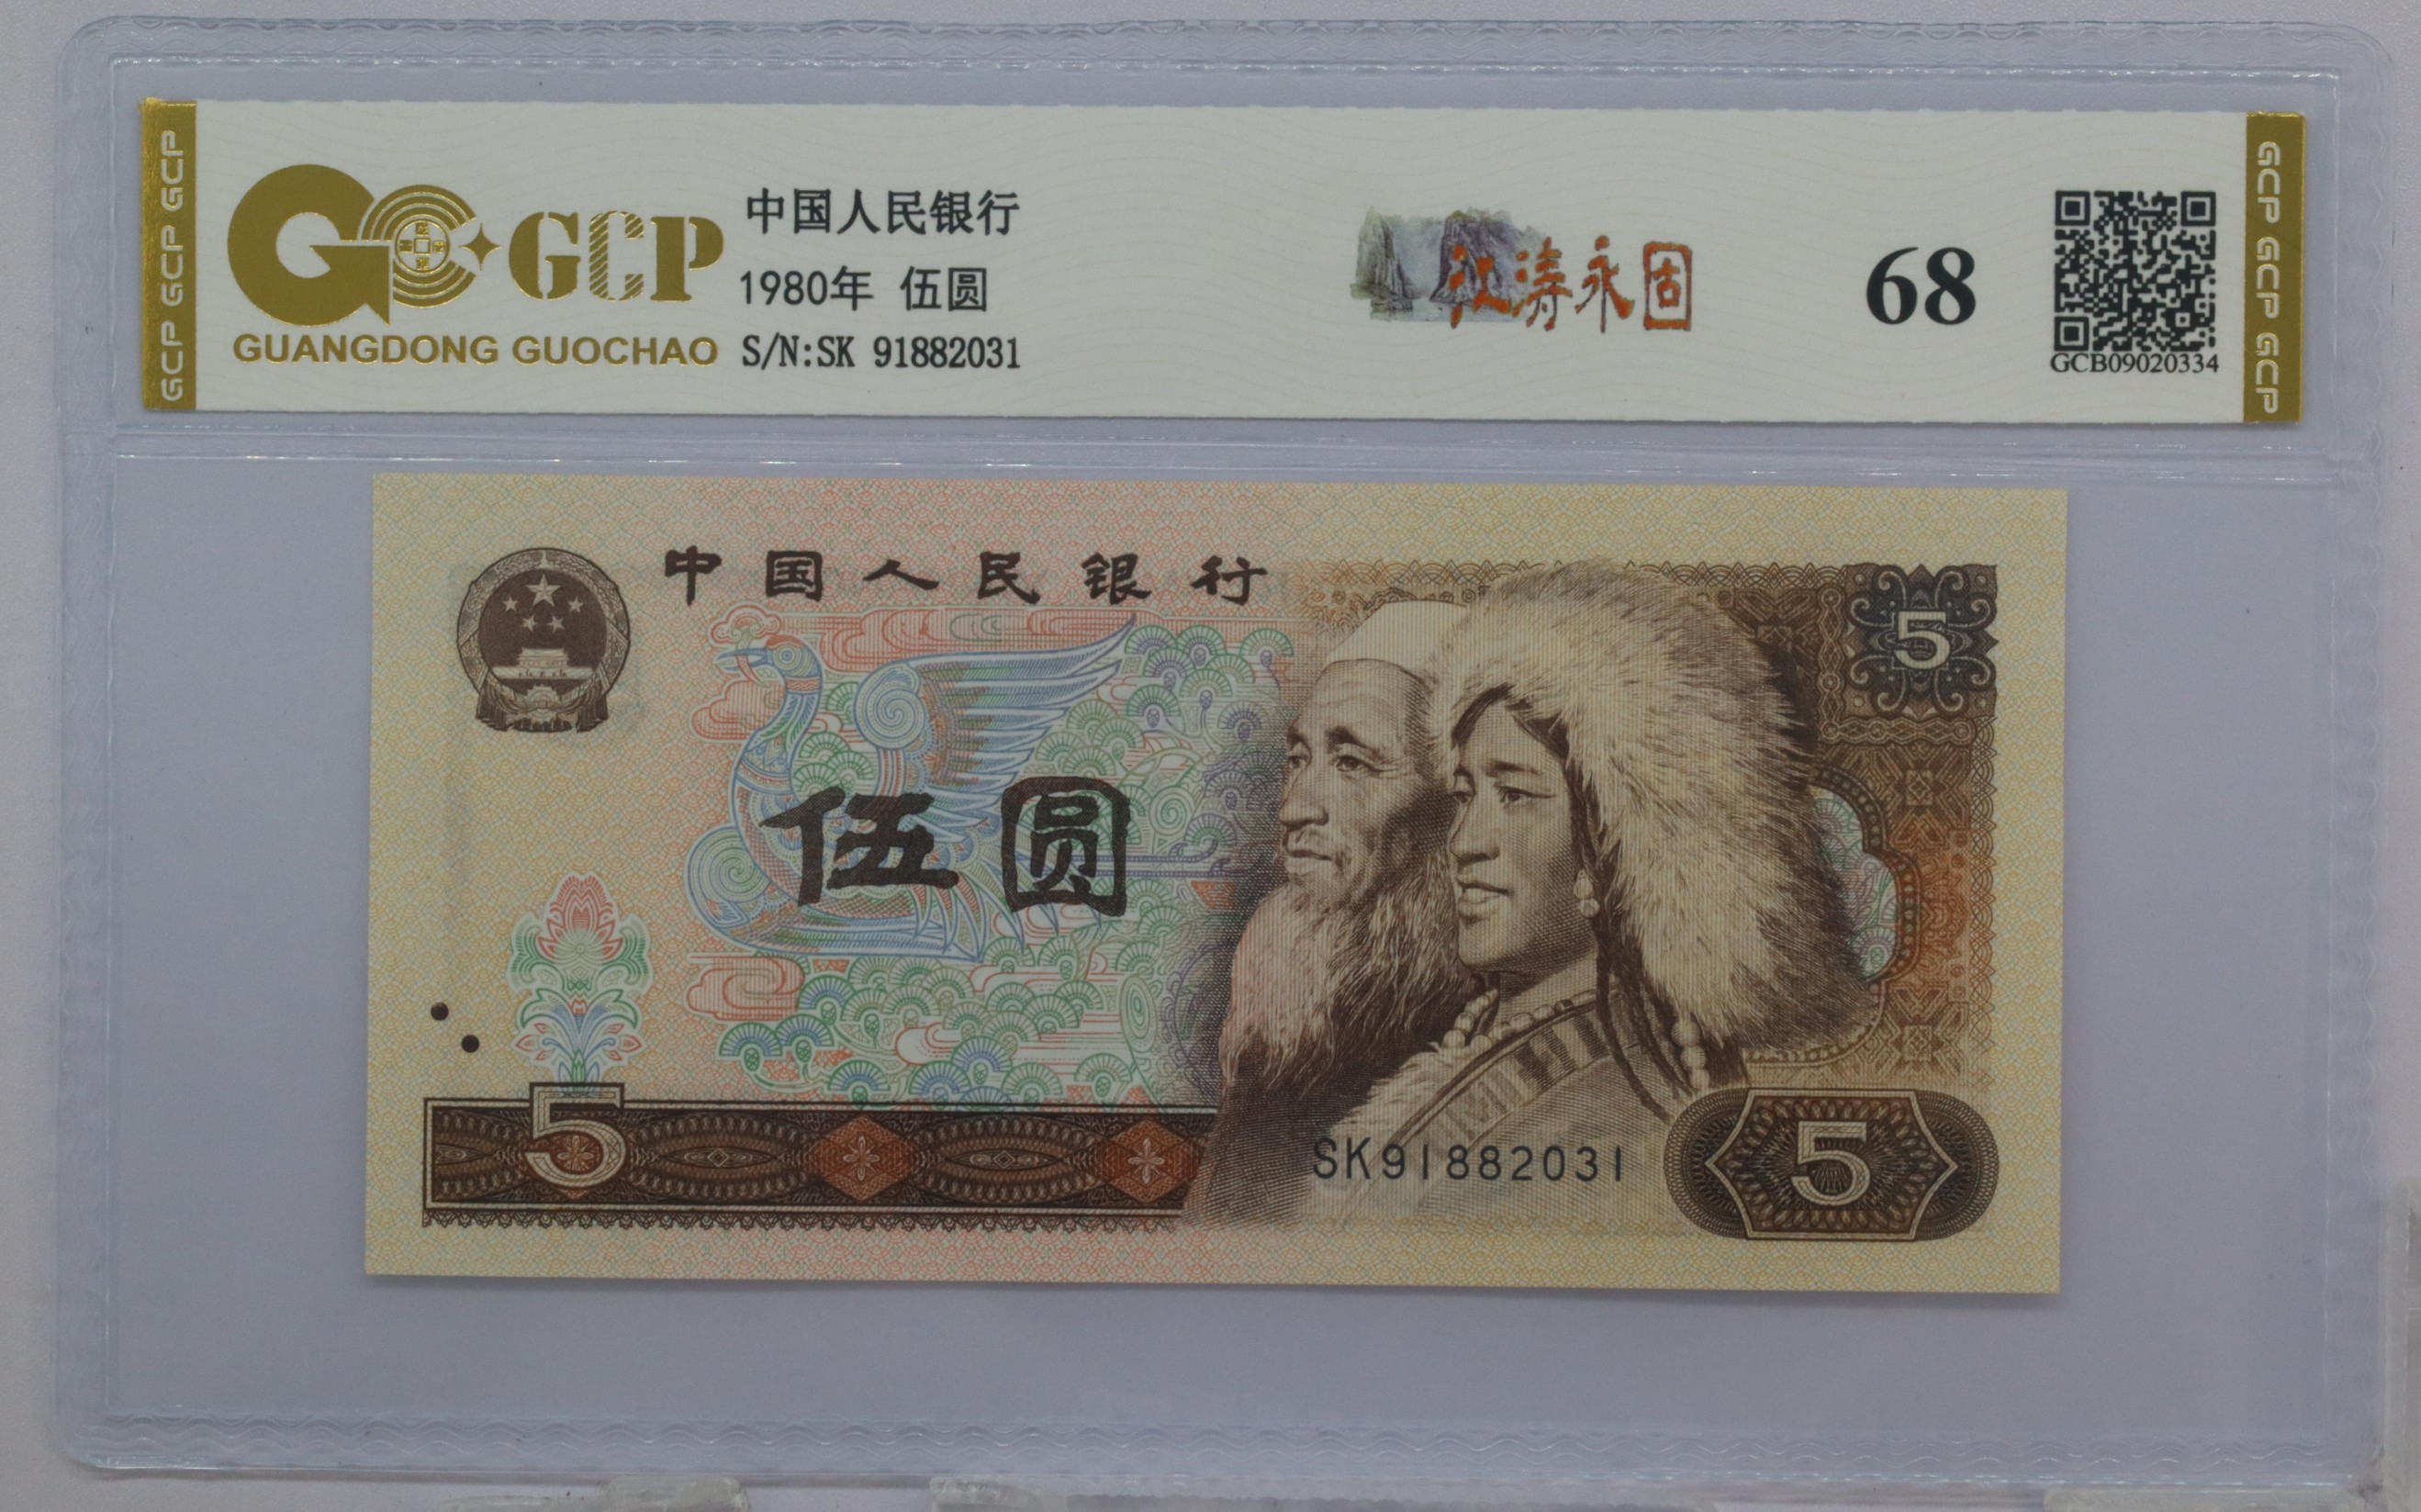 GCP GCP GCP
GCP
GUANGDONG GUOCHAO
中国人民银行
1980年 伍圆
S/N:SK 91882031
江涛永固
68
GCB09020334
GCP GCP GCP
中国人民银行
5
伍圆
5
SK91882031
5